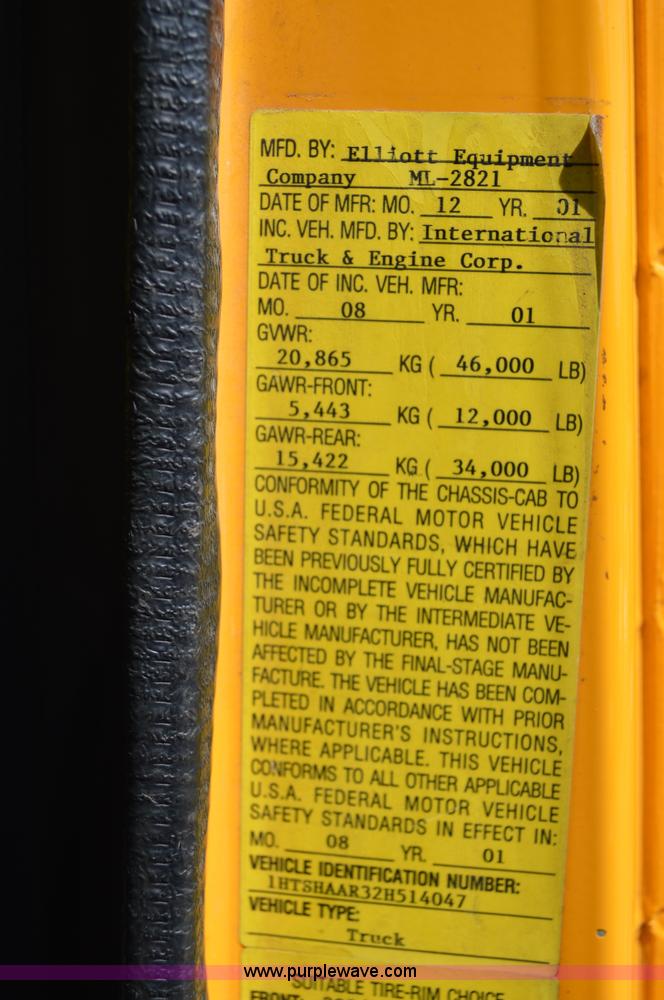 MFD. BY: Elliott Equipment
Company ML-2821
DATE OF MFR: MO. 12 YR. 01
INC. VEH. MFD. BY: International
Truck & Engine Corp.
DATE OF INC. VEH. MFR:
MO. 08 YR. 01
GVWR:
20,865 KG ( 46,000 LB)
GAWR-FRONT:
5,443 KG ( 12,000 LB)
GAWR-REAR:
15,422 KG ( 34,000 LB)
CONFORMITY OF THE CHASSIS-CAB TO
U.S.A. FEDERAL MOTOR VEHICLE
SAFETY STANDARDS, WHICH HAVE
BEEN PREVIOUSLY FULLY CERTIFIED BY
THE INCOMPLETE VEHICLE MANUFAC-
TURER OR BY THE INTERMEDIATE VE-
HICLE MANUFACTURER, HAS NOT BEEN
AFFECTED BY THE FINAL-STAGE MANU-
FACTURE. THE VEHICLE HAS BEEN COM-
PLETED IN ACCORDANCE WITH PRIOR
MANUFACTURER'S INSTRUCTIONS,
WHERE APPLICABLE. THIS VEHICLE
CONFORMS TO ALL OTHER APPLICABLE
U.S.A. FEDERAL MOTOR VEHICLE
SAFETY STANDARDS IN EFFECT IN:
MO. 08 YR. 01
VEHICLE IDENTIFICATION NUMBER:
1HTSHAAR32H514047
VEHICLE TYPE:
Truck
www.purplewave.com
SUITABLE TIRE-RIM CHOICE
FRONT: